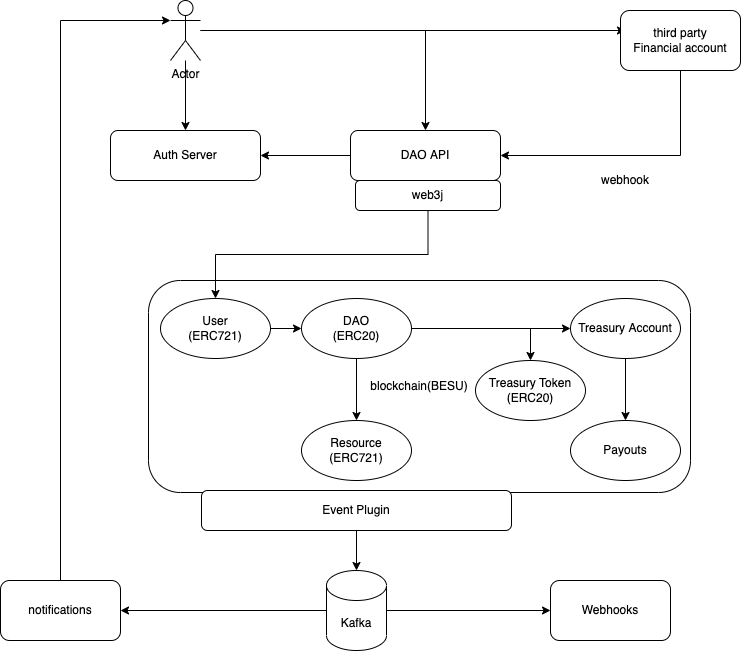 third party
Financial account
Actor
Auth Server
DAO API
webhook
web3j
User
(ERC721)
DAO
(ERC20)
Treasury Account
blockchain(BESU)
Treasury Token
(ERC20)
Resource
(ERC721)
Payouts
Event Plugin
notifications
Kafka
Webhooks